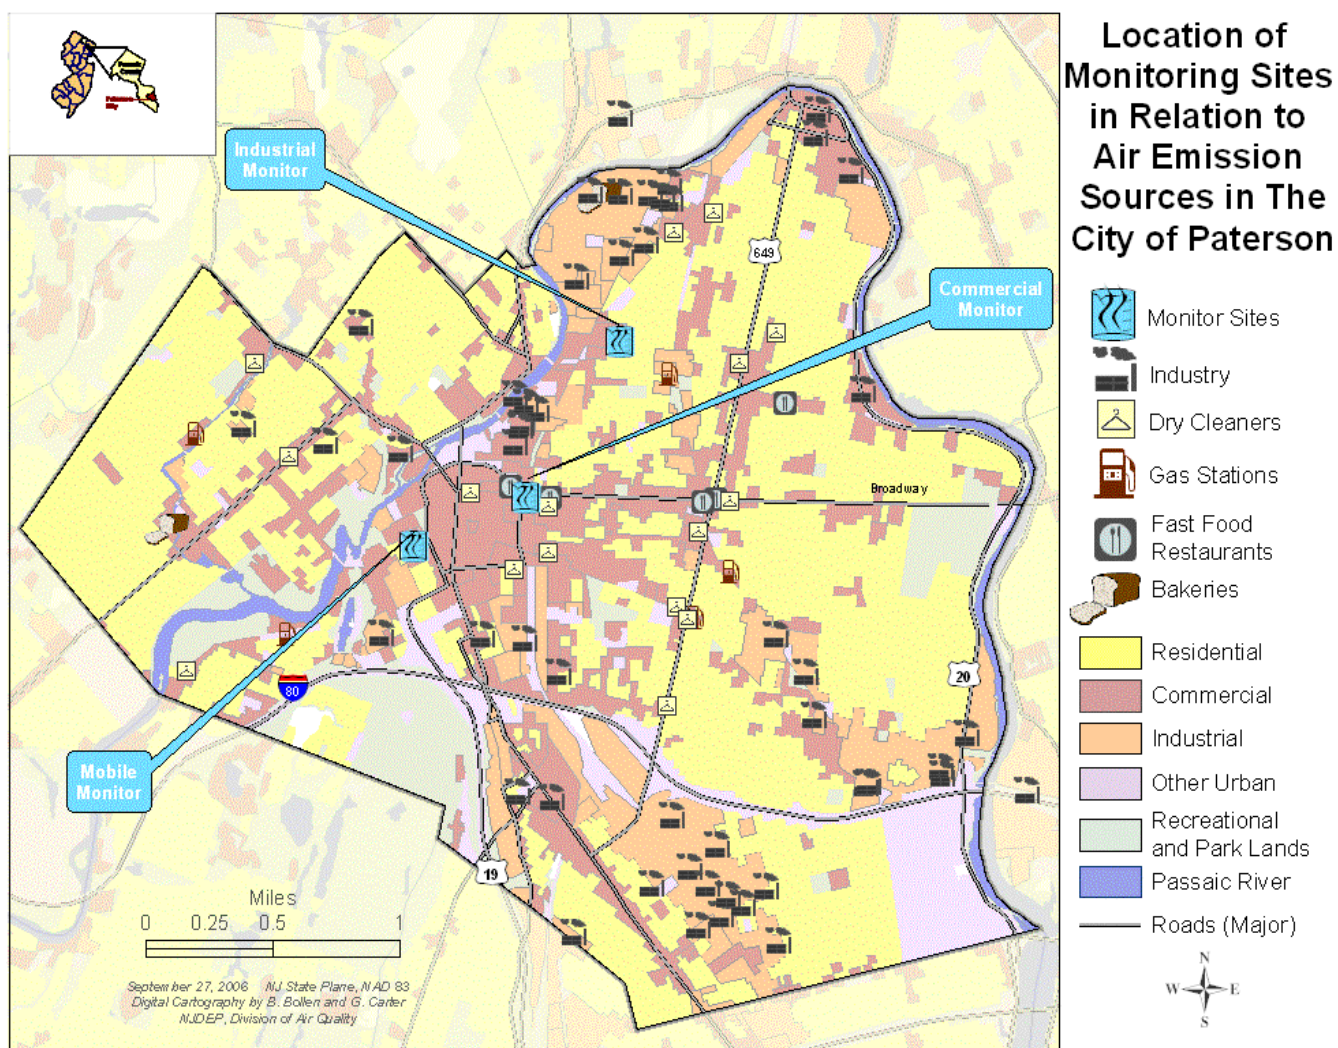 Location of
Monitoring Sites
in Relation to
Air Emission
Sources in The
City of Paterson
Industrial
Monitor
Commercial
Monitor
Mobile
Monitor
649
Broadway
20
80
19
Monitor Sites
Industry
Dry Cleaners
Gas Stations
Fast Food
Restaurants
Bakeries
Residential
Commercial
Industrial
Other Urban
Recreational
and Park Lands
Passaic River
Roads (Major)
N
W E
S
Miles
0 0.25 0.5 1
September 27, 2006 NJ State Plane, NAD 83
Digital Cartography by B. Bollen and G. Carter
NJDEP, Division of Air Quality